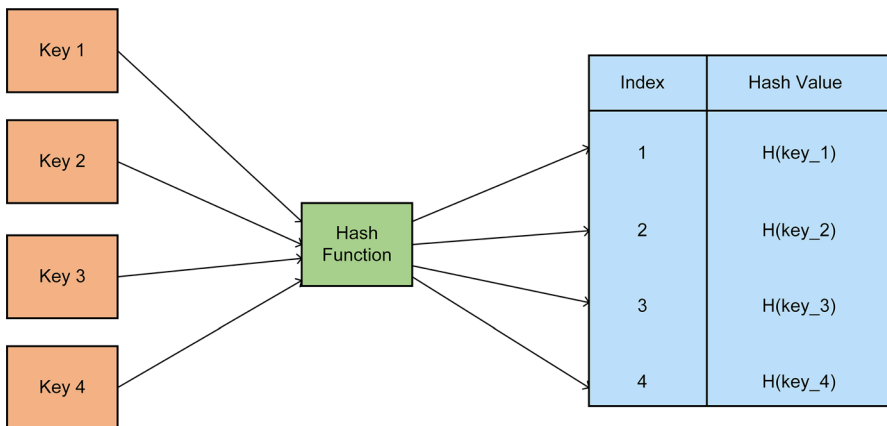 Key 1
Key 2
Key 3
Key 4
Hash
Function
Index Hash Value
1 H(key_1)
2 H(key_2)
3 H(key_3)
4 H(key_4)